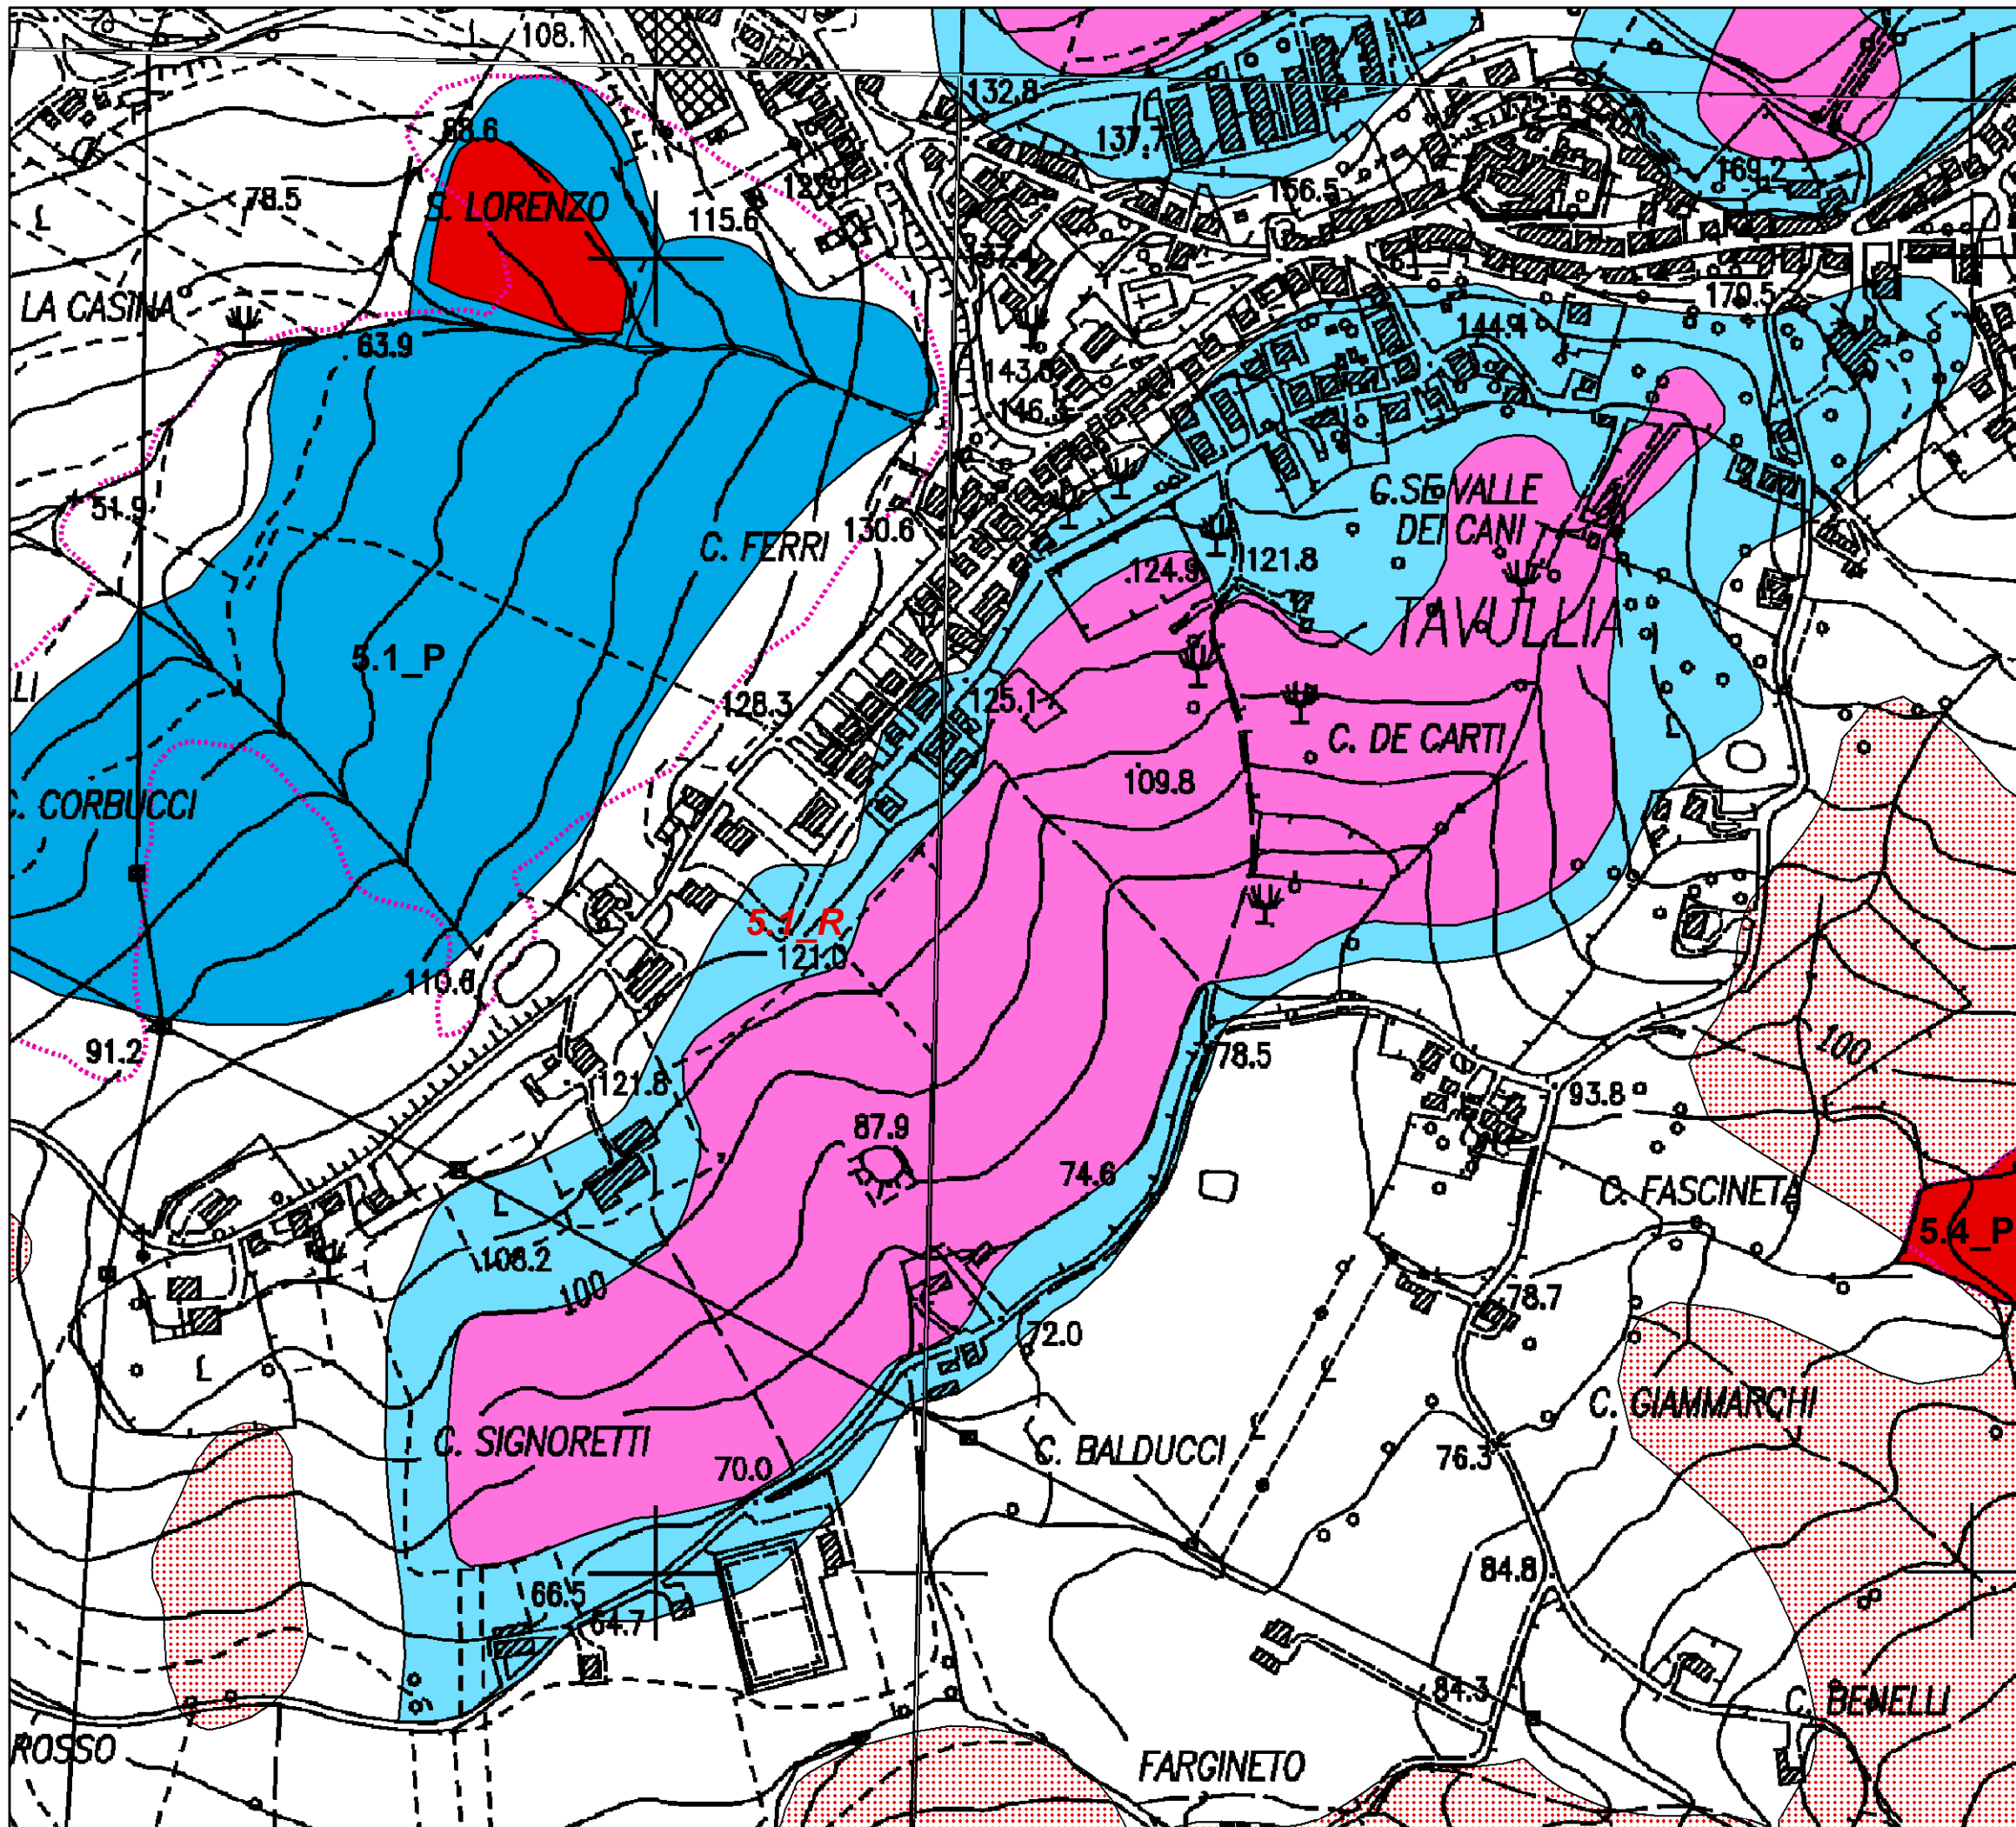 108.1
132.8
137.7
88.6
78.5
S. LORENZO
115.6
156.5
169.2
LA CASINA
63.9
170.5
144.4
143.8
146.3
51.9
C. FERRI
130.6
C.SE VALLE
DEI CANI
124.9
121.8
TAVULLIA
5.1_P
LI
128.3
125.1
C. DE CARTI
109.8
C. CORBUCCI
5.1_R
121.0
110.6
91.2
78.5
100
121.8
93.8
87.9
74.6
C. FASCINETA
5.4_P
108.2
100
78.7
72.0
C. GIAMMARCHI
C. SIGNORETTI
C. BALDUCCI
76.3
70.0
84.8
66.5
64.7
84.3
C. BENELLI
ROSSO
FARGINETO